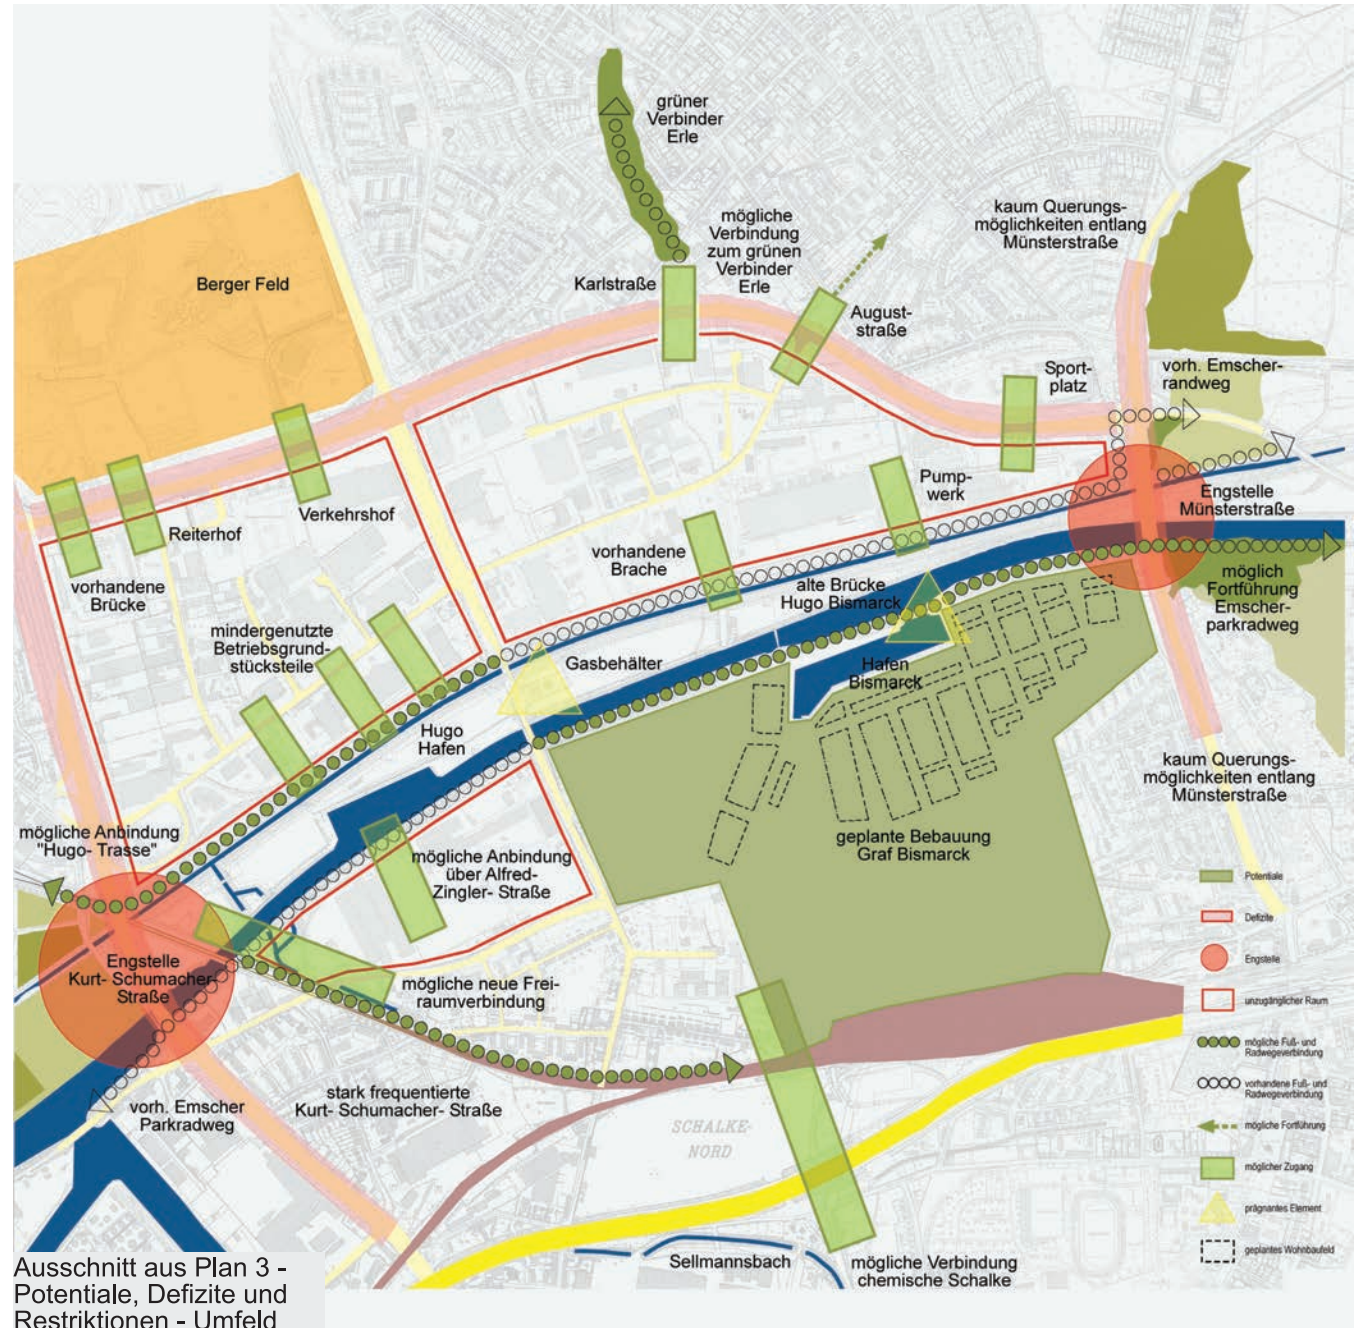 grüner
Verbinder
Erle
mögliche
Verbindung
zum grünen
Verbinder
Erle
kaum Querungs-
möglichkeiten entlang
Münsterstraße
Berger Feld
Karlstraße
August-
straße
Sport-
platz
vorh. Emscher-
randweg
Verkehrshof
Reiterhof
vorhandene
Brücke
Pump-
werk
Engstelle
Münsterstraße
vorhandene
Brache
alte Brücke
Hugo Bismarck
möglich
Fortführung
Emscher-
parkradweg
mindergenutzte
Betriebsgrund-
stücksteile
Gasbehälter
Hafen
Bismarck
Hugo
Hafen
kaum Querungs-
möglichkeiten entlang
Münsterstraße
mögliche Anbindung
"Hugo- Trasse"
mögliche Anbindung
über Alfred-
Zingler- Straße
geplante Bebauung
Graf Bismarck
Engstelle
Kurt- Schumacher-
Straße
mögliche neue Frei-
raumverbindung
stark frequentierte
Kurt- Schumacher- Straße
vorh. Emscher
Parkradweg
SCHALKE-
NORD
Sellmannsbach
mögliche Verbindung
chemische Schalke
Potentiale
Defizite
Engstelle
unzugänglicher Raum
mögliche Fuß- und
Radwegeverbindung
vorhandene Fuß- und
Radwegeverbindung
mögliche Fortführung
möglicher Zugang
prägnantes Element
geplantes Wohnbaufeld
Ausschnitt aus Plan 3 -
Potentiale, Defizite und
Restriktionen - Umfeld